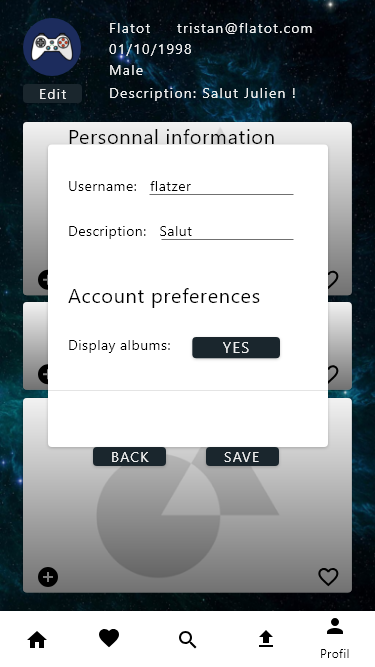 Flatot tristan@flatot.com
01/10/1998
Male
Edit Description: Salut Julien !
Personnal information
Username: flatzer
Description: Salut
Account preferences
Display albums: YES
BACK SAVE
Profil